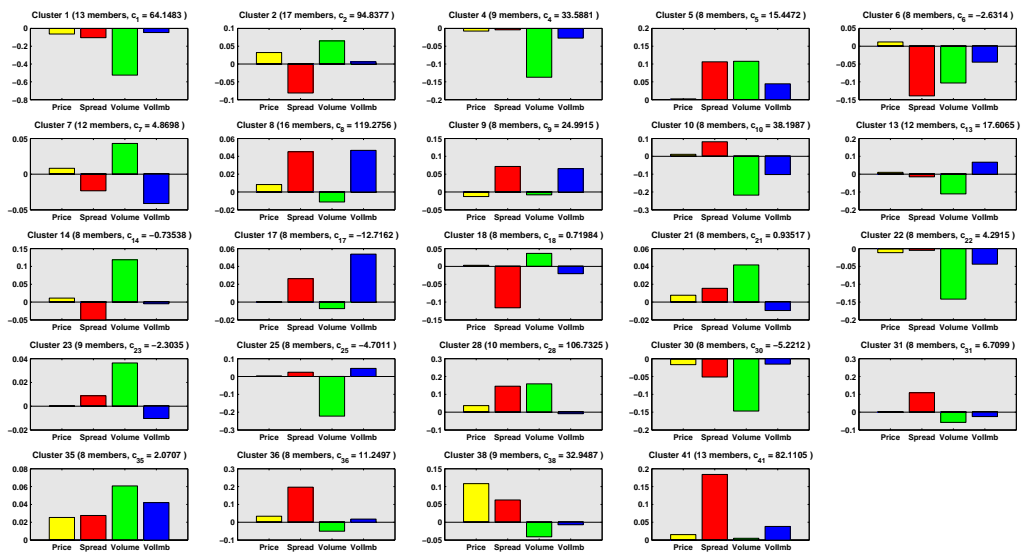 Cluster 1 (13 members, c₁ = 64.1483 )
0
−0.2
−0.4
−0.6
−0.8
Price Spread Volume VolImb
Cluster 2 (17 members, c₂ = 94.8377 )
0.1
0.05
0
−0.05
−0.1
Price Spread Volume VolImb
Cluster 4 (9 members, c₄ = 33.5881 )
0
−0.05
−0.1
−0.15
−0.2
Price Spread Volume VolImb
Cluster 5 (8 members, c₅ = 15.4472 )
0.2
0.15
0.1
0.05
0
Price Spread Volume VolImb
Cluster 6 (8 members, c₆ = −2.6314 )
0.05
0
−0.05
−0.1
−0.15
Price Spread Volume VolImb
Cluster 7 (12 members, c₇ = 4.8698 )
0.05
0
−0.05
Price Spread Volume VolImb
Cluster 8 (16 members, c₈ = 119.2756 )
0.06
0.04
0.02
0
−0.02
Price Spread Volume VolImb
Cluster 9 (8 members, c₉ = 24.9915 )
0.15
0.1
0.05
0
−0.05
Price Spread Volume VolImb
Cluster 10 (8 members, c₁₀ = 38.1987 )
0.1
0
−0.1
−0.2
−0.3
Price Spread Volume VolImb
Cluster 13 (12 members, c₁₃ = 17.6065 )
0.2
0.1
0
−0.1
−0.2
Price Spread Volume VolImb
Cluster 14 (8 members, c₁₄ = −0.73538 )
0.15
0.1
0.05
0
−0.05
Price Spread Volume VolImb
Cluster 17 (8 members, c₁₇ = −12.7162 )
0.06
0.04
0.02
0
−0.02
Price Spread Volume VolImb
Cluster 18 (8 members, c₁₈ = 0.71984 )
0.05
0
−0.05
−0.1
−0.15
Price Spread Volume VolImb
Cluster 21 (8 members, c₂₁ = 0.93517 )
0.06
0.04
0.02
0
−0.02
Price Spread Volume VolImb
Cluster 22 (8 members, c₂₂ = 4.2915 )
0
−0.05
−0.1
−0.15
−0.2
Price Spread Volume VolImb
Cluster 23 (9 members, c₂₃ = −2.3035 )
0.04
0.02
0
−0.02
Price Spread Volume VolImb
Cluster 25 (8 members, c₂₅ = −4.7011 )
0.1
0
−0.1
−0.2
−0.3
Price Spread Volume VolImb
Cluster 28 (10 members, c₂₈ = 106.7325 )
0.3
0.2
0.1
0
−0.1
Price Spread Volume VolImb
Cluster 30 (8 members, c₃₀ = −5.2212 )
0
−0.05
−0.1
−0.15
−0.2
Price Spread Volume VolImb
Cluster 31 (8 members, c₃₁ = 6.7099 )
0.3
0.2
0.1
0
−0.1
Price Spread Volume VolImb
Cluster 35 (8 members, c₃₅ = 2.0707 )
0.08
0.06
0.04
0.02
0
Price Spread Volume VolImb
Cluster 36 (8 members, c₃₆ = 11.2497 )
0.3
0.2
0.1
0
−0.1
Price Spread Volume VolImb
Cluster 38 (9 members, c₃₈ = 32.9487 )
0.15
0.1
0.05
0
−0.05
Price Spread Volume VolImb
Cluster 41 (13 members, c₄₁ = 82.1105 )
0.2
0.15
0.1
0.05
0
Price Spread Volume VolImb